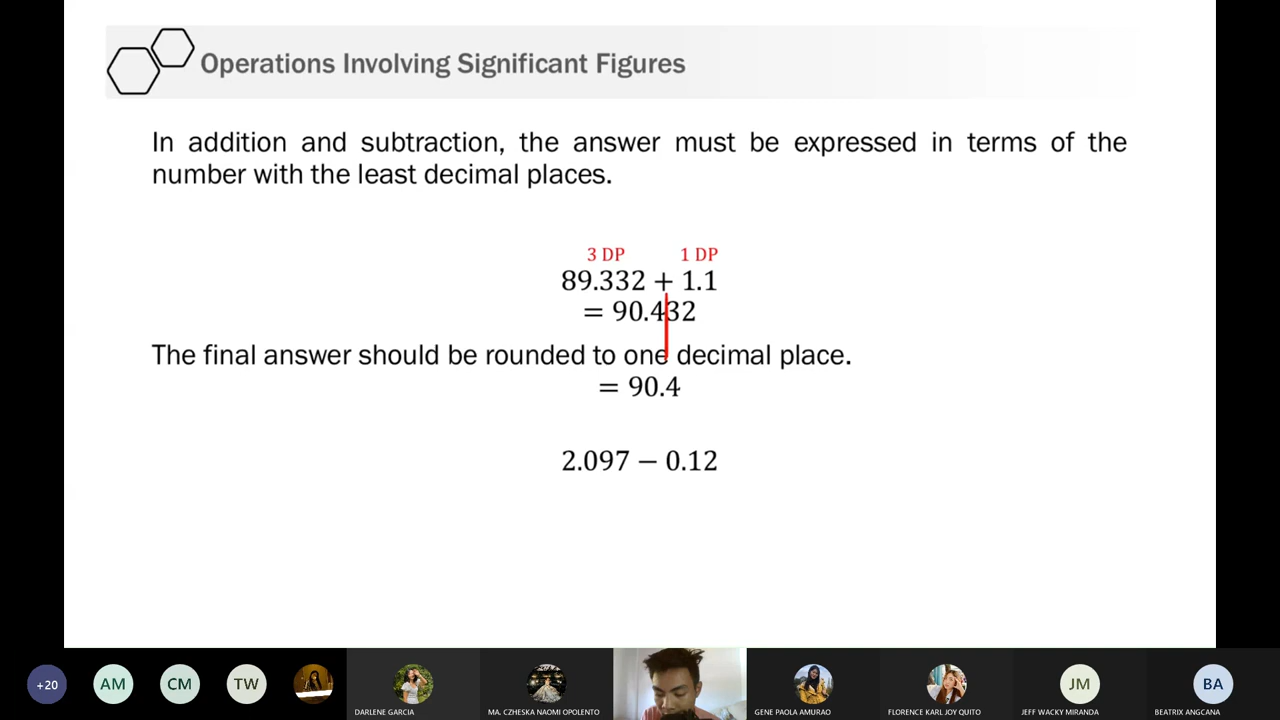 Operations Involving Significant Figures
In addition and subtraction, the answer must be expressed in terms of the
number with the least decimal places.
3 DP 1 DP
89.332 + 1.1
= 90.432
The final answer should be rounded to one decimal place.
= 90.4
2.097 − 0.12
+20 AM CM TW JM BA
DARLENE GARCIA MA. CZHESKA NAOMI OPOLENTO GENE PAOLA AMURAO FLORENCE KARL JOY QUITO JEFF WACKY MIRANDA BEATRIX ANGCANA